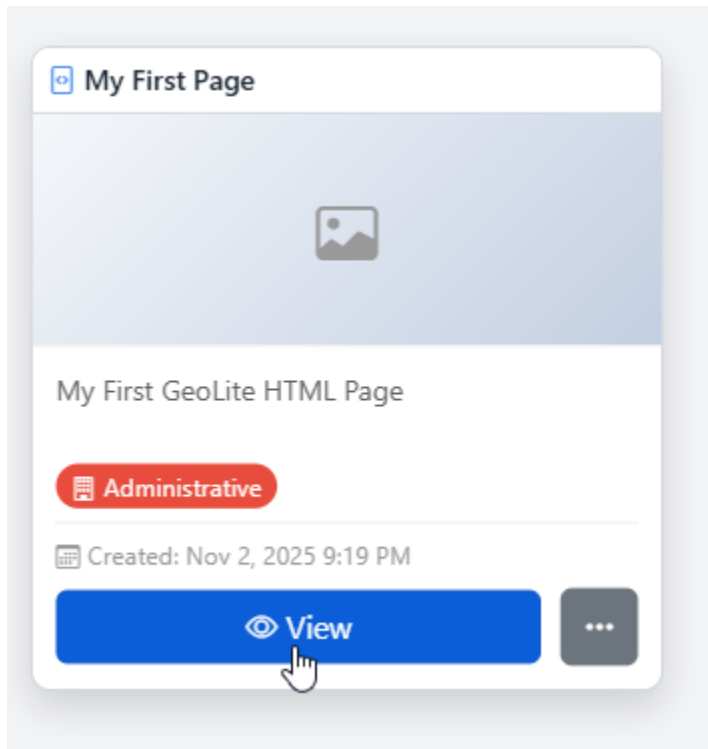 My First Page
My First GeoLite HTML Page
Administrative
Created: Nov 2, 2025 9:19 PM
View